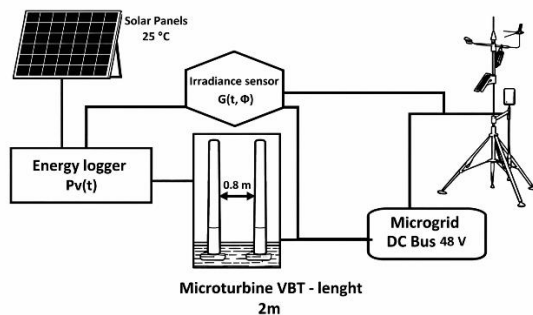 Solar Panels
25 °C
Irradiance sensor
G(t, Φ)
Energy logger
Pv(t)
0.8 m
Microgrid
DC Bus 48 V
Microturbine VBT - lenght
2m